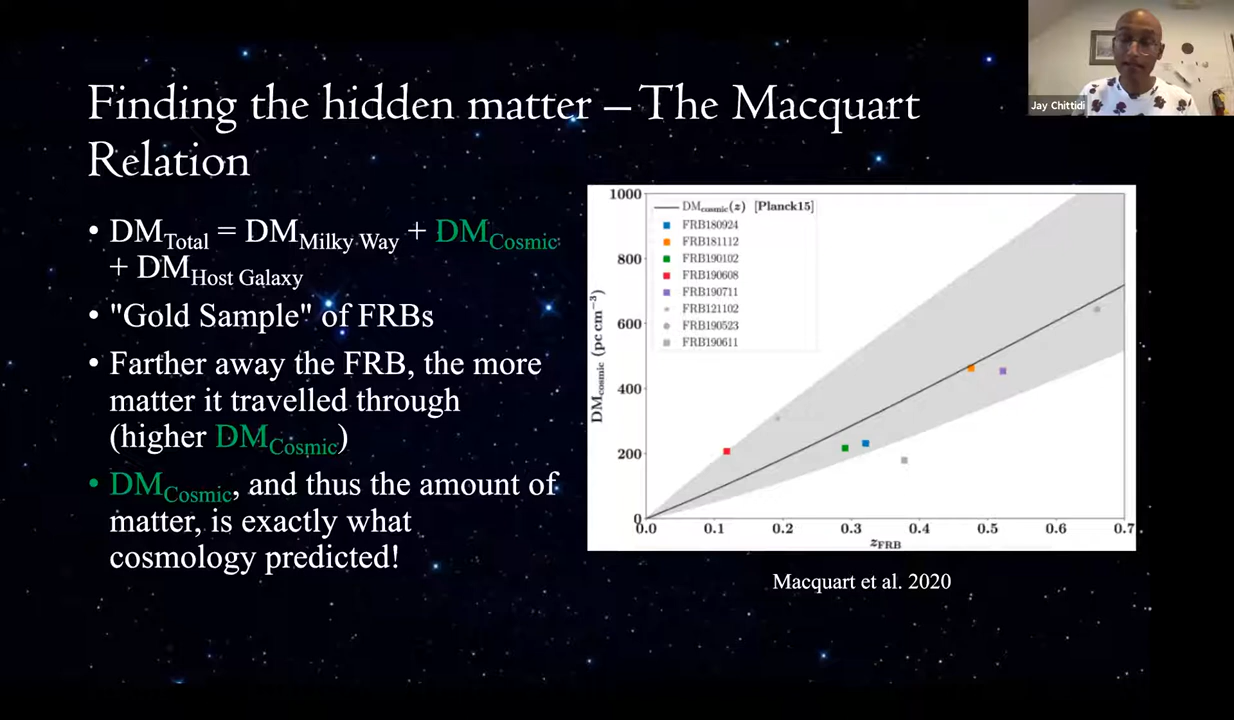 Jay Chittidi
Finding the hidden matter – The Macquart
Relation
• DMTotal = DMMilky Way + DMCosmic
+ DMHost Galaxy
• "Gold Sample" of FRBs
• Farther away the FRB, the more
matter it travelled through
(higher DMCosmic)
• DMCosmic, and thus the amount of
matter, is exactly what
cosmology predicted!
1000
800
600
400
200
0
DMcosmic (pc cm⁻³)
DMcosmic(z) [Planck15]
FRB180924
FRB181112
FRB190102
FRB190608
FRB190711
FRB121102
FRB190523
FRB190611
0.0 0.1 0.2 0.3 0.4 0.5 0.6 0.7
zFRB
Macquart et al. 2020